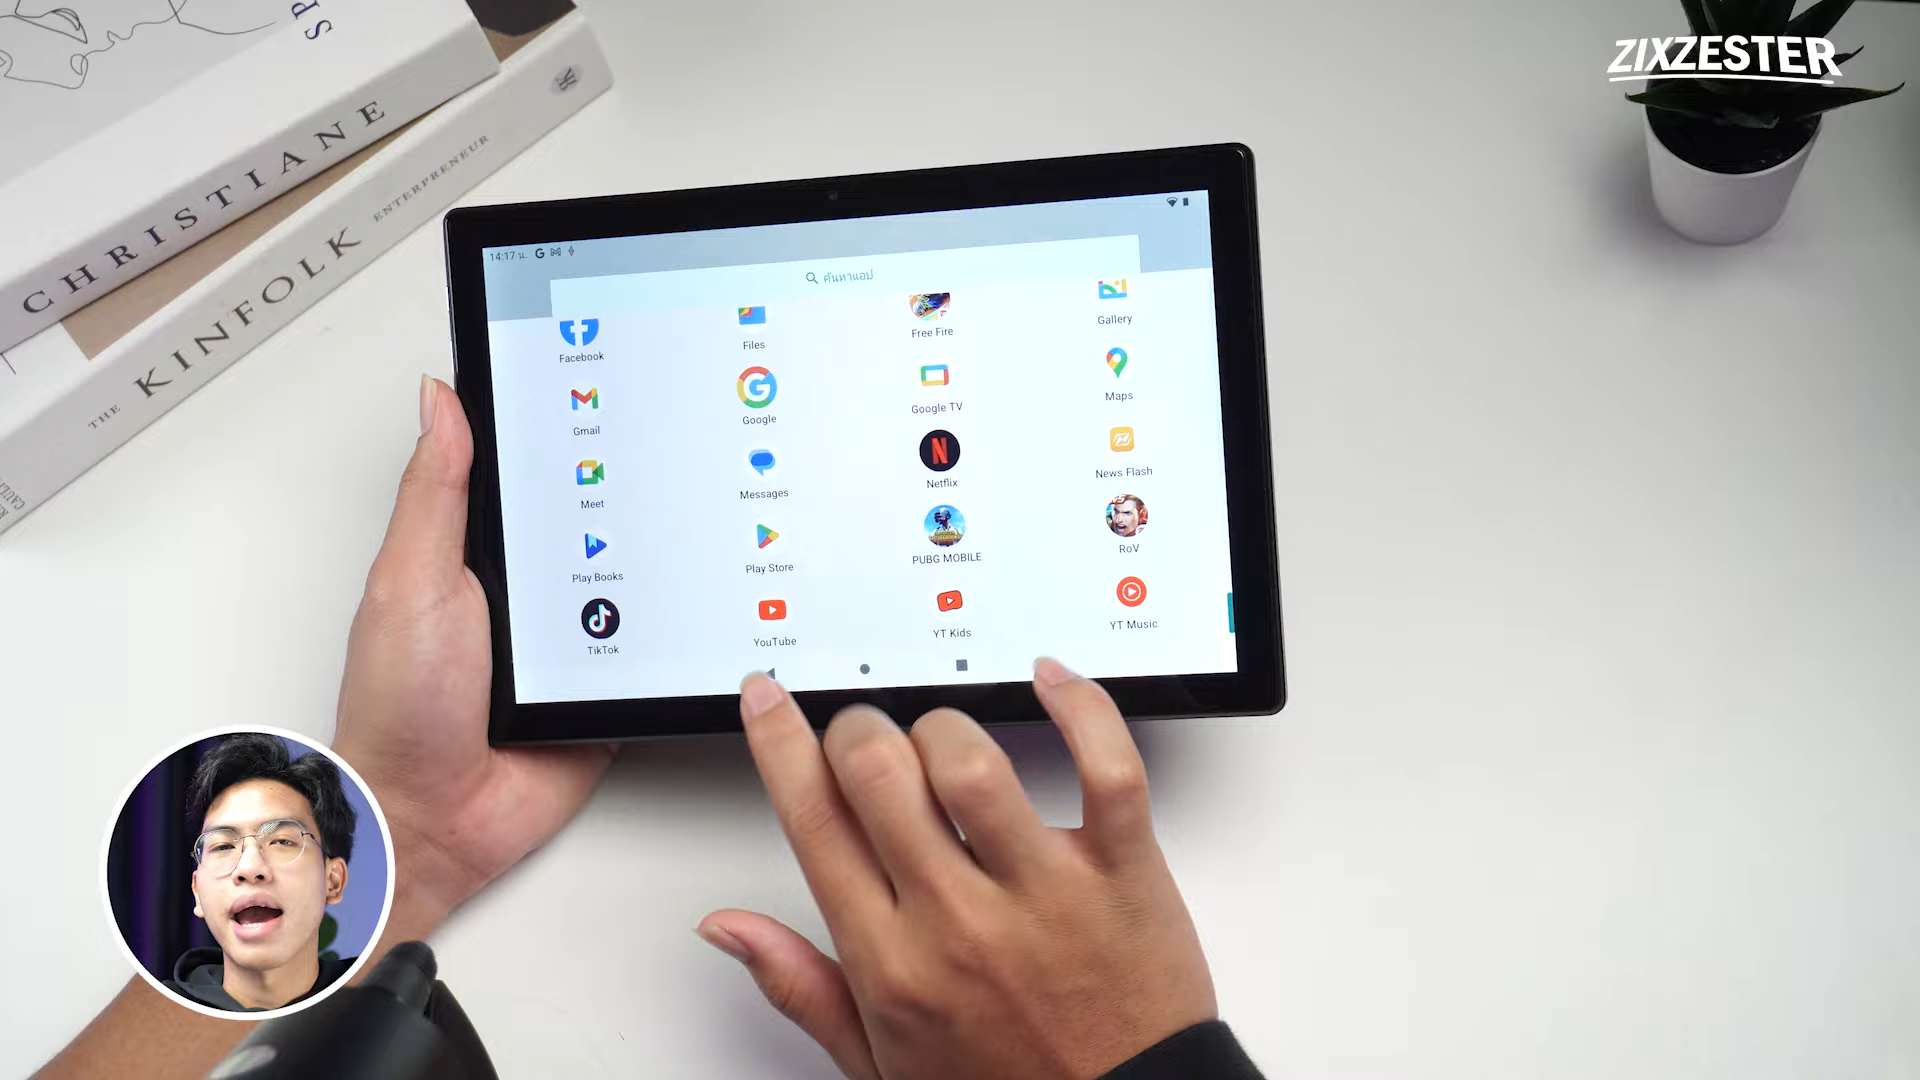 SP
S
CHRISTIANE
THE KINFOLK ENTERPRENEUR
ZIXZESTER
14:17 น.
ค้นหาแอป
Facebook
Files
Free Fire
Gallery
Gmail
Google
Google TV
Maps
Meet
Messages
Netflix
News Flash
Play Books
Play Store
PUBG MOBILE
RoV
TikTok
YouTube
YT Kids
YT Music